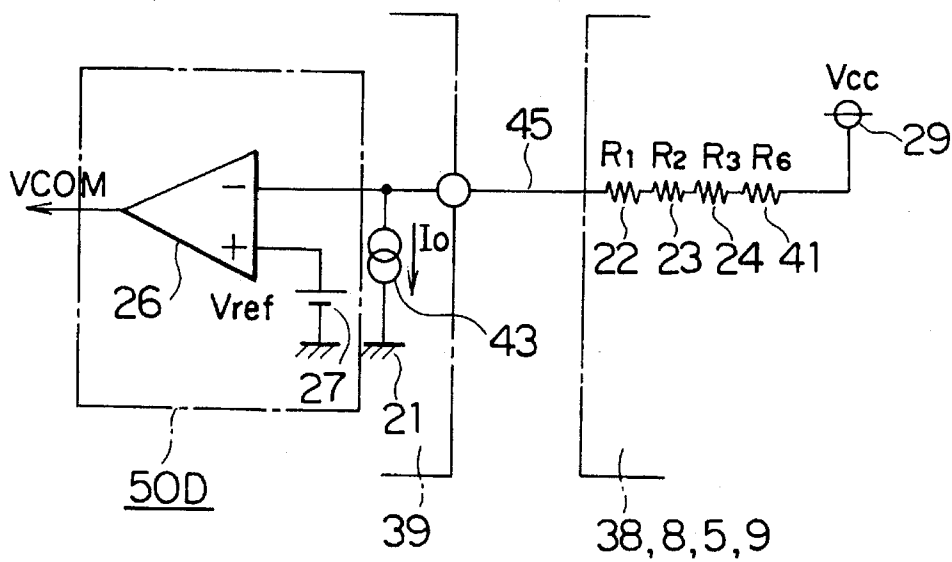 Vcc
29
45
R1 R2 R3 R6
VCOM
−
+
Io
22 23 24 41
26
Vref
43
27
21
50D
39
38, 8, 5, 9